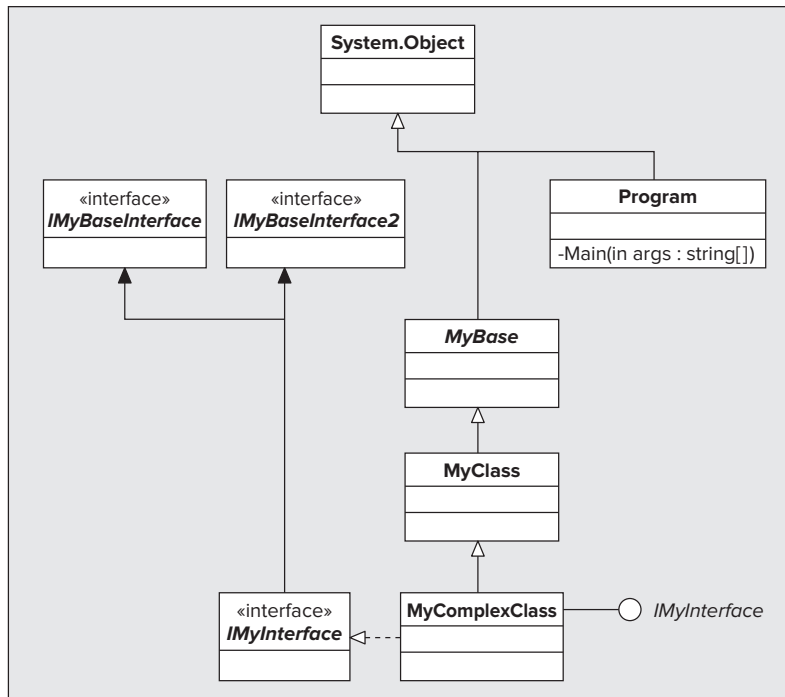 System.Object
«interface»
IMyBaseInterface
«interface»
IMyBaseInterface2
Program
-Main(in args : string[])
MyBase
MyClass
«interface»
IMyInterface
MyComplexClass
IMyInterface